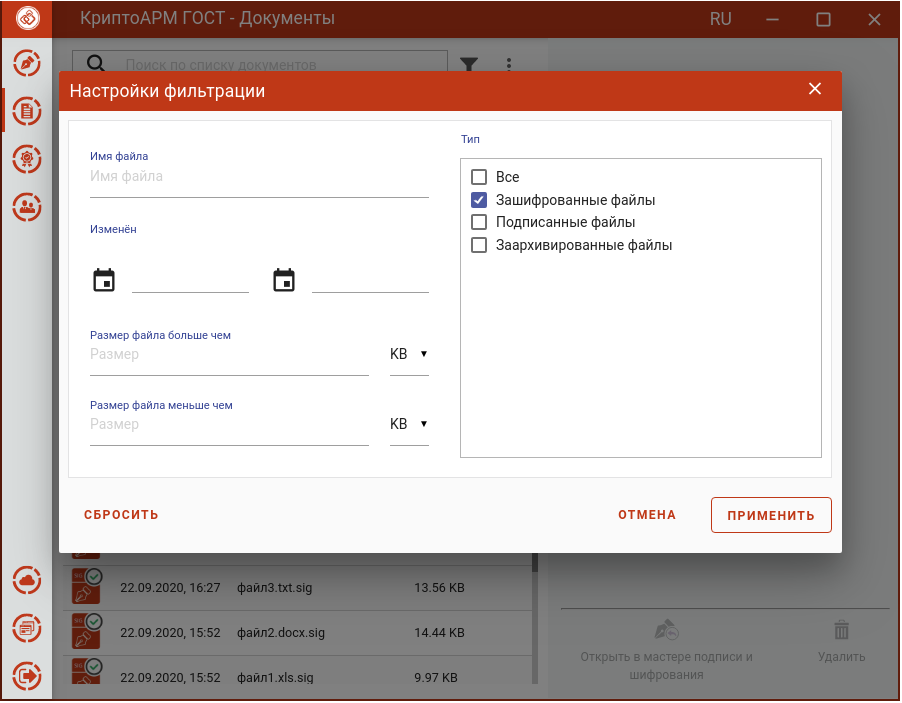 КриптоАРМ ГОСТ - Документы
RU
Поиск по списку документов
Настройки фильтрации
Имя файла
Имя файла
Изменён
Размер файла больше чем
Размер
KB
Размер файла меньше чем
Размер
KB
Тип
Все
Зашифрованные файлы
Подписанные файлы
Заархивированные файлы
СБРОСИТЬ
ОТМЕНА
ПРИМЕНИТЬ
22.09.2020, 16:27 файл3.txt.sig 13.56 KB
22.09.2020, 15:52 файл2.docx.sig 14.44 KB
22.09.2020, 15:52 файл1.xls.sig 9.97 KB
Открыть в мастере подписи и
шифрования
Удалить